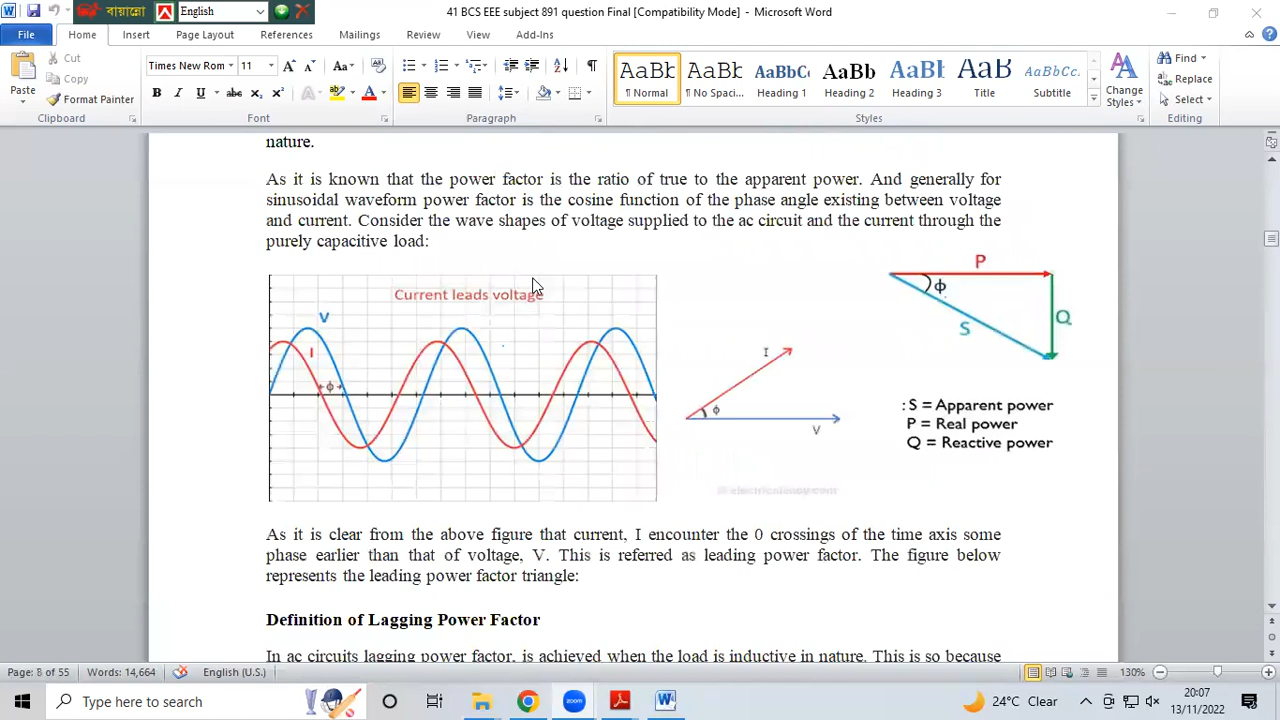 বায়ান্নো
English
41 BCS EEE subject 891 question Final [Compatibility Mode] - Microsoft Word
File
Home
Insert
Page Layout
References
Mailings
Review
View
Add-Ins
Paste
Cut
Copy
Format Painter
Times New Rom
11
AaBb(
AaBb(
AaBbCc
AaBb
AaBb(
AaB
AaBbCc.
¶ Normal
¶ No Spaci...
Heading 1
Heading 2
Heading 3
Title
Subtitle
Change
Styles
Find
Replace
Select
Clipboard
Font
Paragraph
Styles
Editing
nature.
As it is known that the power factor is the ratio of true to the apparent power. And generally for
sinusoidal waveform power factor is the cosine function of the phase angle existing between voltage
and current. Consider the wave shapes of voltage supplied to the ac circuit and the current through the
purely capacitive load:
Current leads voltage
V
I
ϕ
I
ϕ
V
P
ϕ
S
Q
: S = Apparent power
P = Real power
Q = Reactive power
As it is clear from the above figure that current, I encounter the 0 crossings of the time axis some
phase earlier than that of voltage, V. This is referred as leading power factor. The figure below
represents the leading power factor triangle:
Definition of Lagging Power Factor
In ac circuits lagging power factor, is achieved when the load is inductive in nature. This is so because
Page: 8 of 55
Words: 14,664
English (U.S.)
130%
Type here to search
zoom
24°C Clear
20:07
13/11/2022